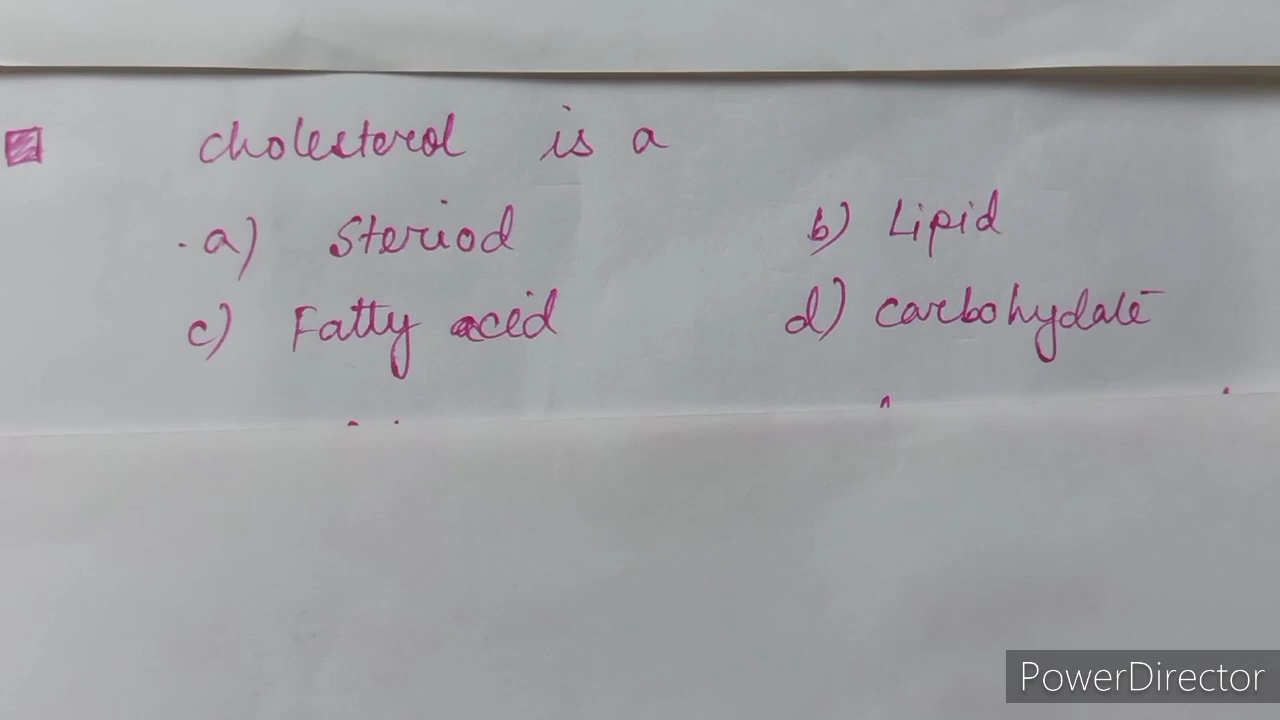 cholesterol is a
a) Steriod b) Lipid
c) Fatty acid d) carbohydate
PowerDirector